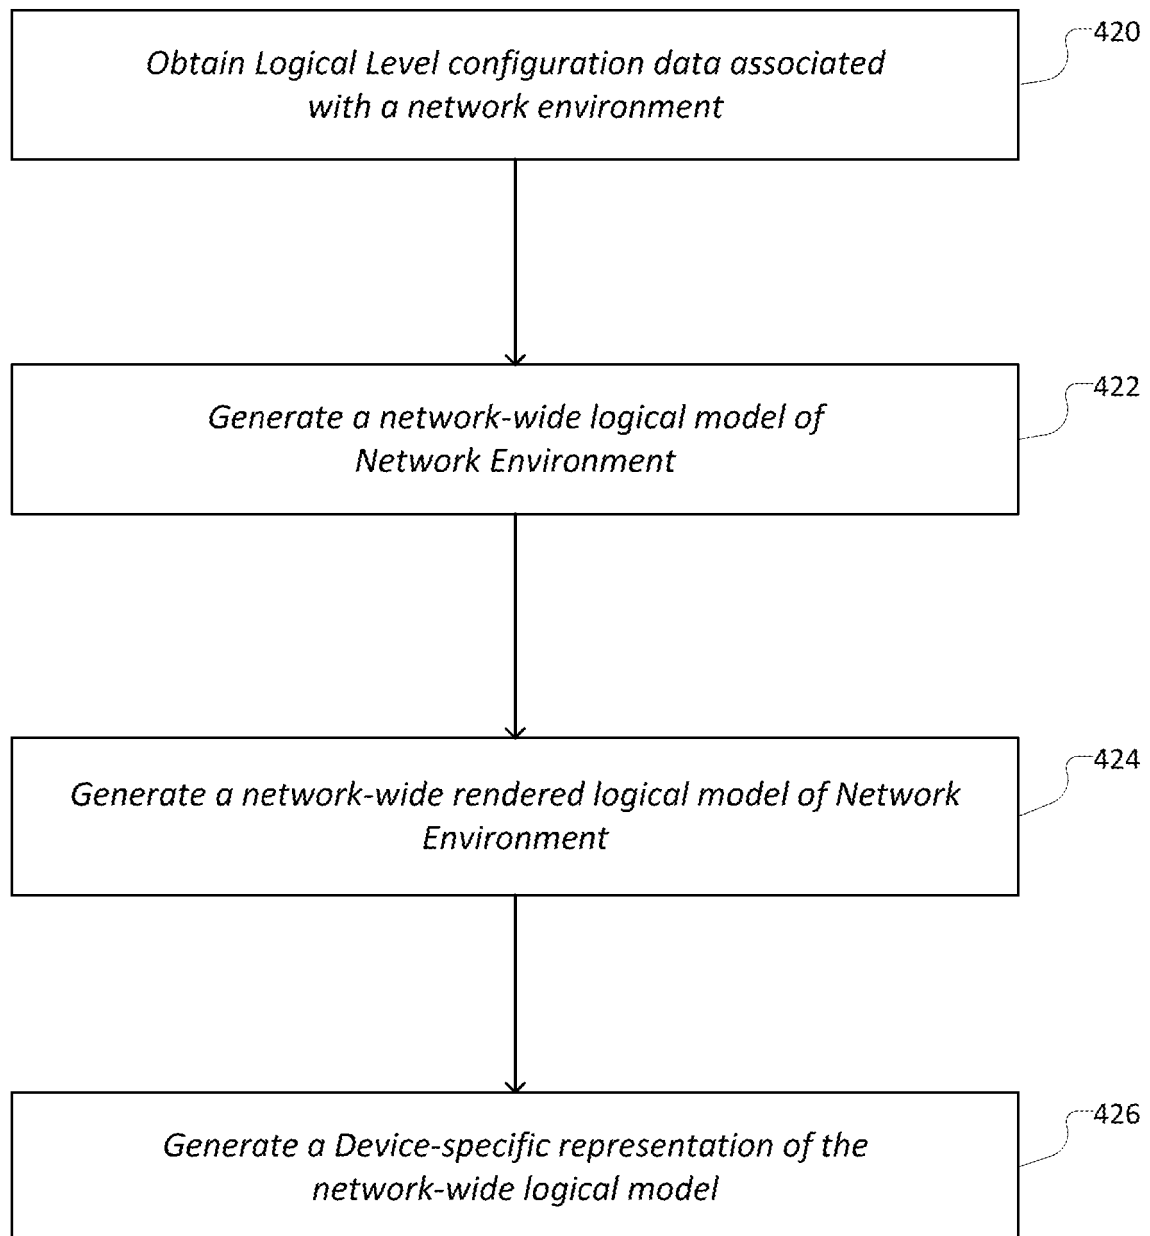 Obtain Logical Level configuration data associated
with a network environment
420
Generate a network-wide logical model of
Network Environment
422
Generate a network-wide rendered logical model of Network
Environment
424
Generate a Device-specific representation of the
network-wide logical model
426